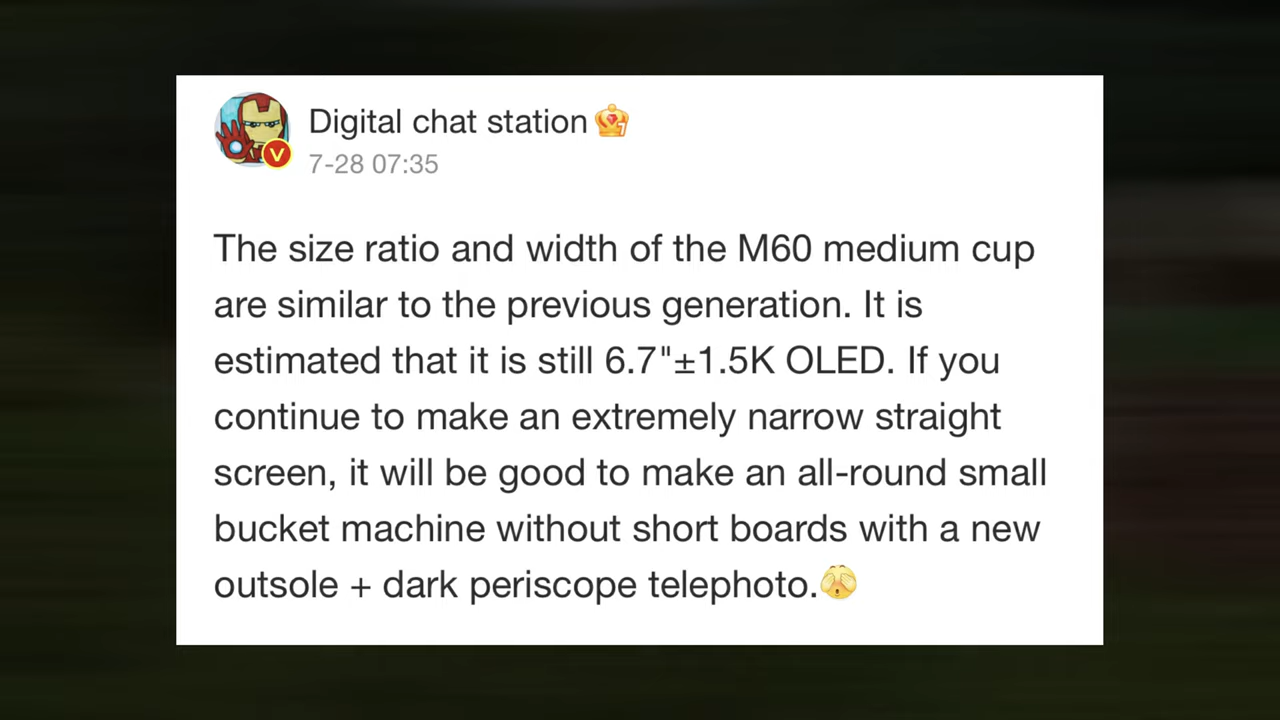 Digital chat station
7-28 07:35
The size ratio and width of the M60 medium cup
are similar to the previous generation. It is
estimated that it is still 6.7"±1.5K OLED. If you
continue to make an extremely narrow straight
screen, it will be good to make an all-round small
bucket machine without short boards with a new
outsole + dark periscope telephoto.